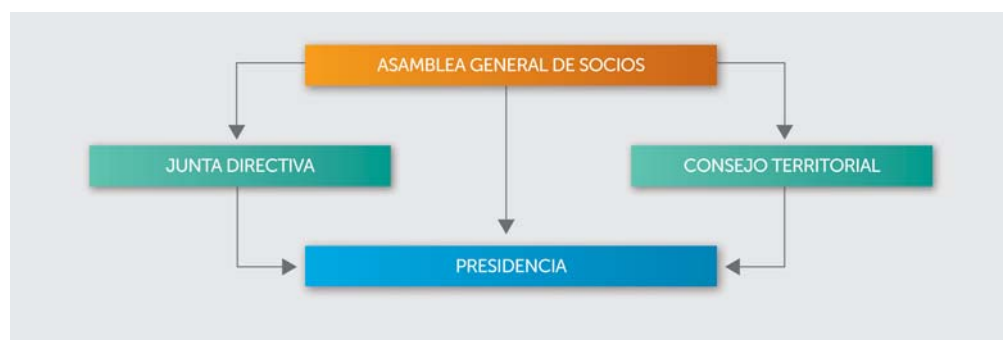 ASAMBLEA GENERAL DE SOCIOS
JUNTA DIRECTIVA
CONSEJO TERRITORIAL
PRESIDENCIA